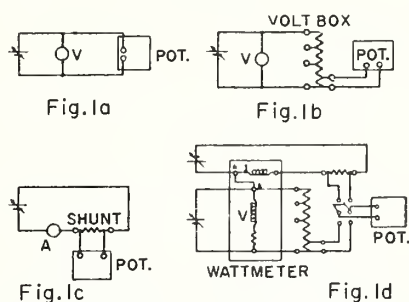 V
POT.
Fig.1a
VOLT BOX
V
POT.
Fig.1b
SHUNT
A
POT.
Fig.1c
V
POT.
WATTMETER
Fig.1d